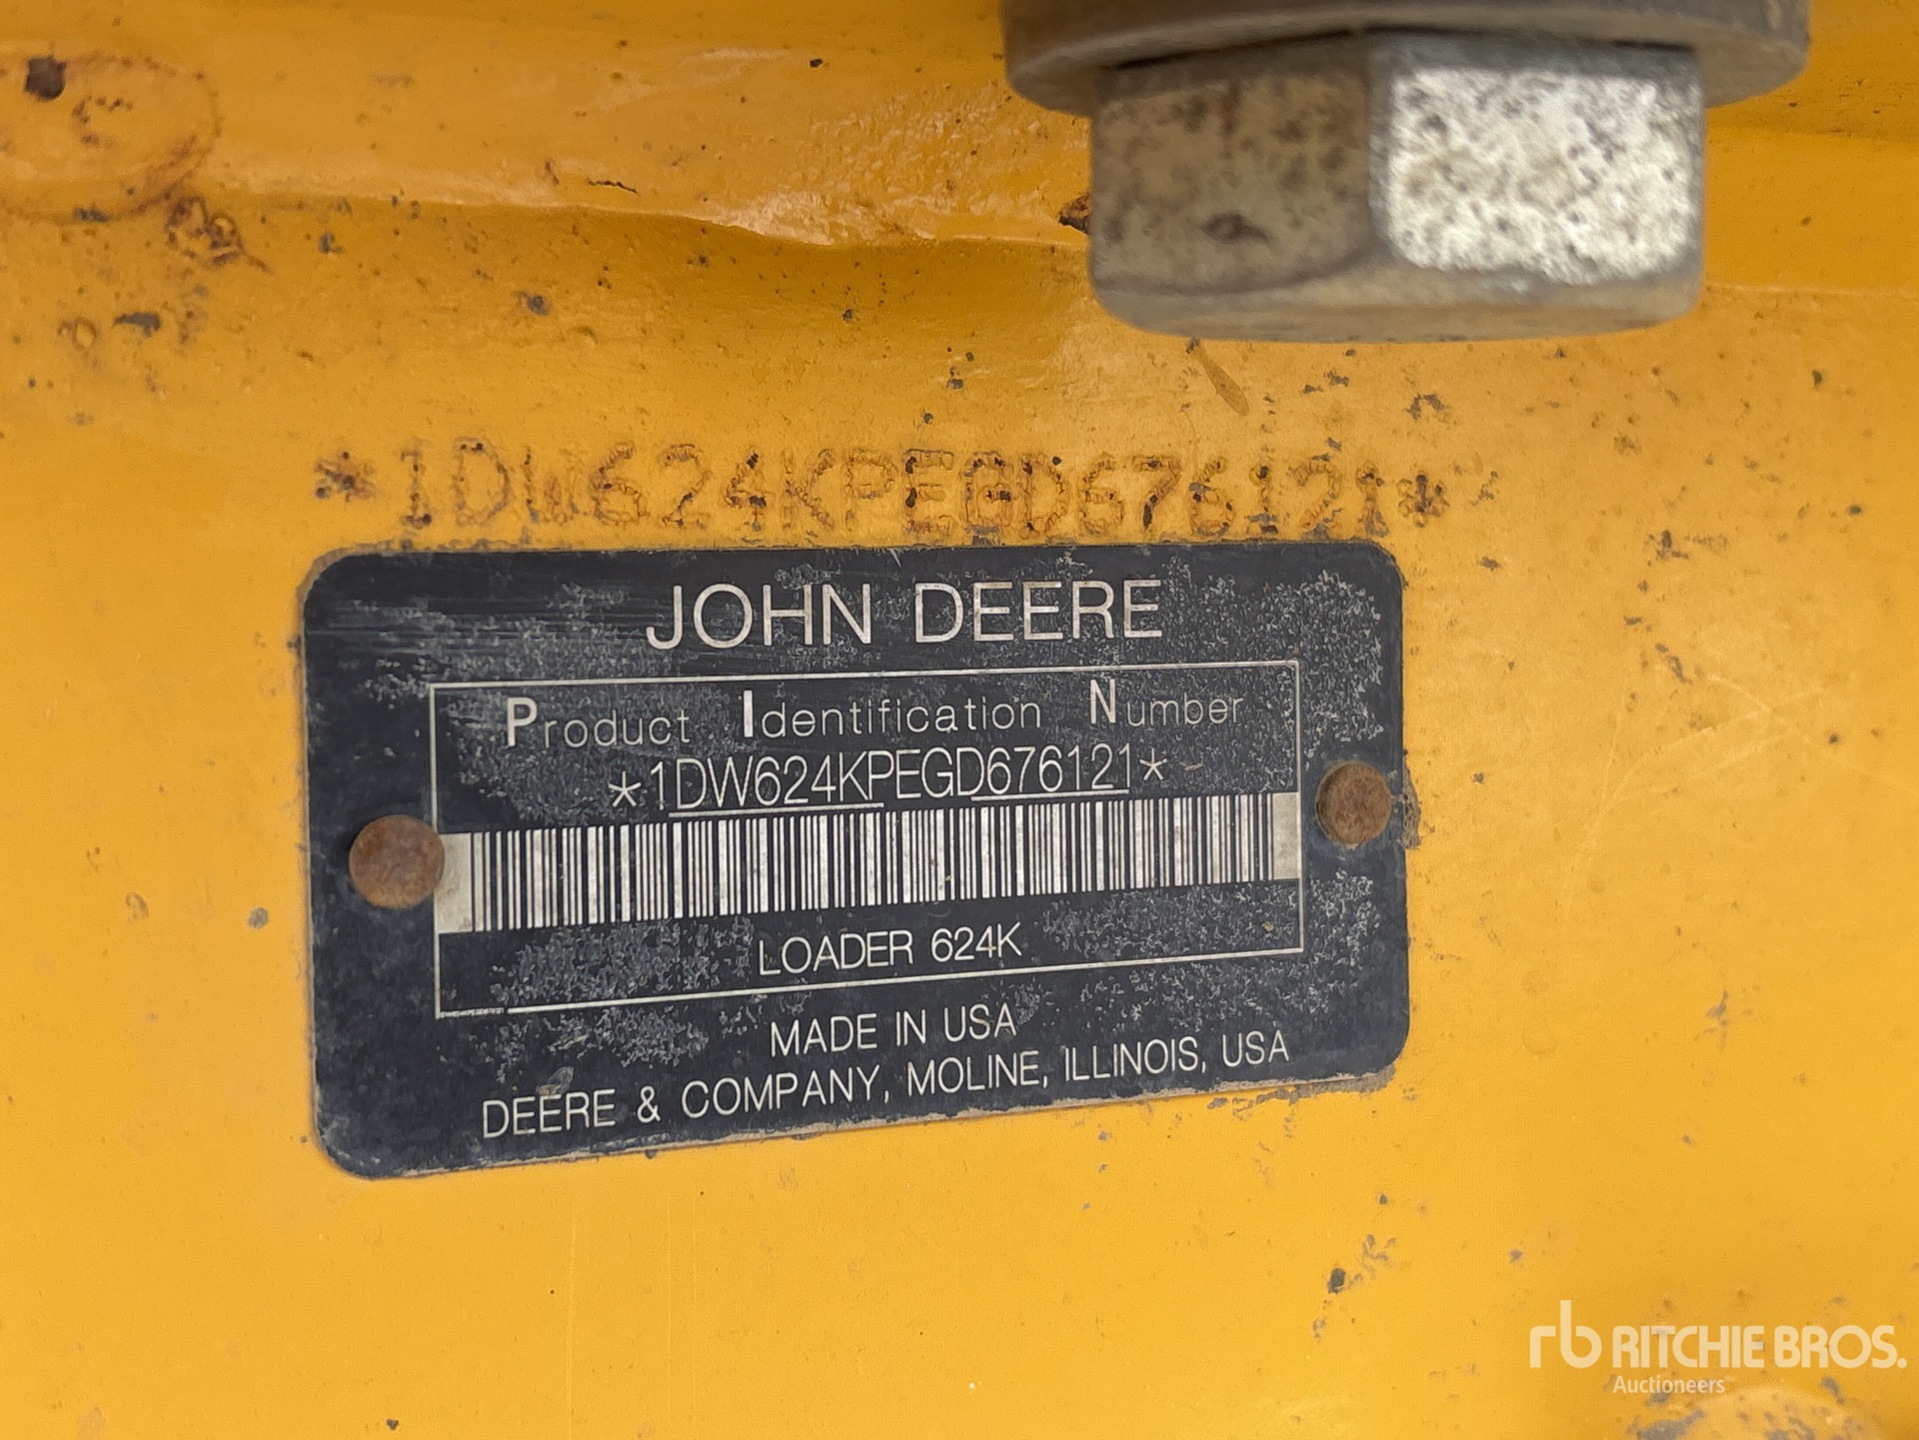 *1DW624KPEGD676121*
JOHN DEERE
Product Identification Number
*1DW624KPEGD676121*
LOADER 624K
MADE IN USA
DEERE & COMPANY, MOLINE, ILLINOIS, USA
rb RITCHIE BROS.
Auctioneers